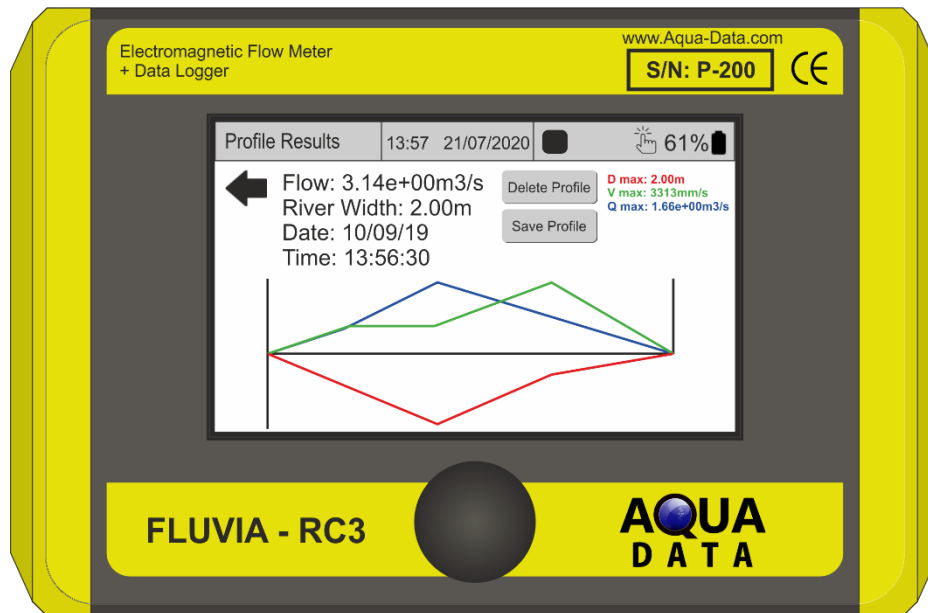 Electromagnetic Flow Meter
+ Data Logger
www.Aqua-Data.com
S/N: P-200
CE
Profile Results
13:57 21/07/2020
61%
Flow: 3.14e+00m3/s
River Width: 2.00m
Date: 10/09/19
Time: 13:56:30
Delete Profile
Save Profile
D max: 2.00m
V max: 3313mm/s
Q max: 1.66e+00m3/s
FLUVIA - RC3
AQUA
DATA